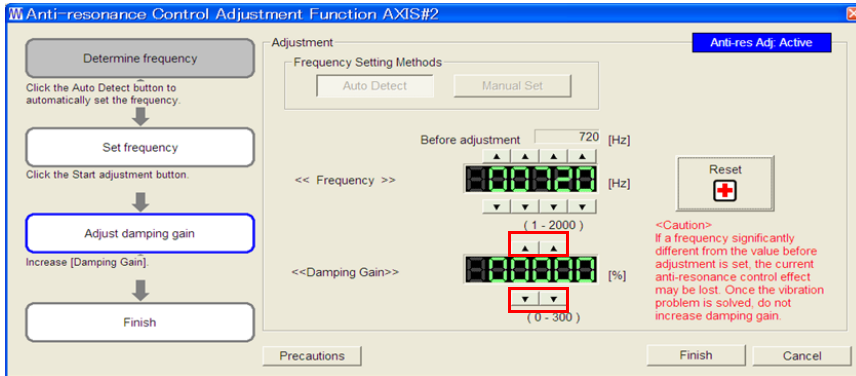 Anti-resonance Control Adjustment Function AXIS#2
Determine frequency
Click the Auto Detect button to
automatically set the frequency.
Set frequency
Click the Start adjustment button.
Adjust damping gain
Increase [Damping Gain].
Finish
Adjustment
Anti-res Adj: Active
Frequency Setting Methods
Auto Detect
Manual Set
Before adjustment 720 [Hz]
<< Frequency >> 00720 [Hz]
( 1 - 2000 )
<<Damping Gain>> [%]
( 0 - 300 )
Reset
<Caution>
If a frequency significantly
different from the value before
adjustment is set, the current
anti-resonance control effect
may be lost. Once the vibration
problem is solved, do not
increase damping gain.
Precautions
Finish
Cancel